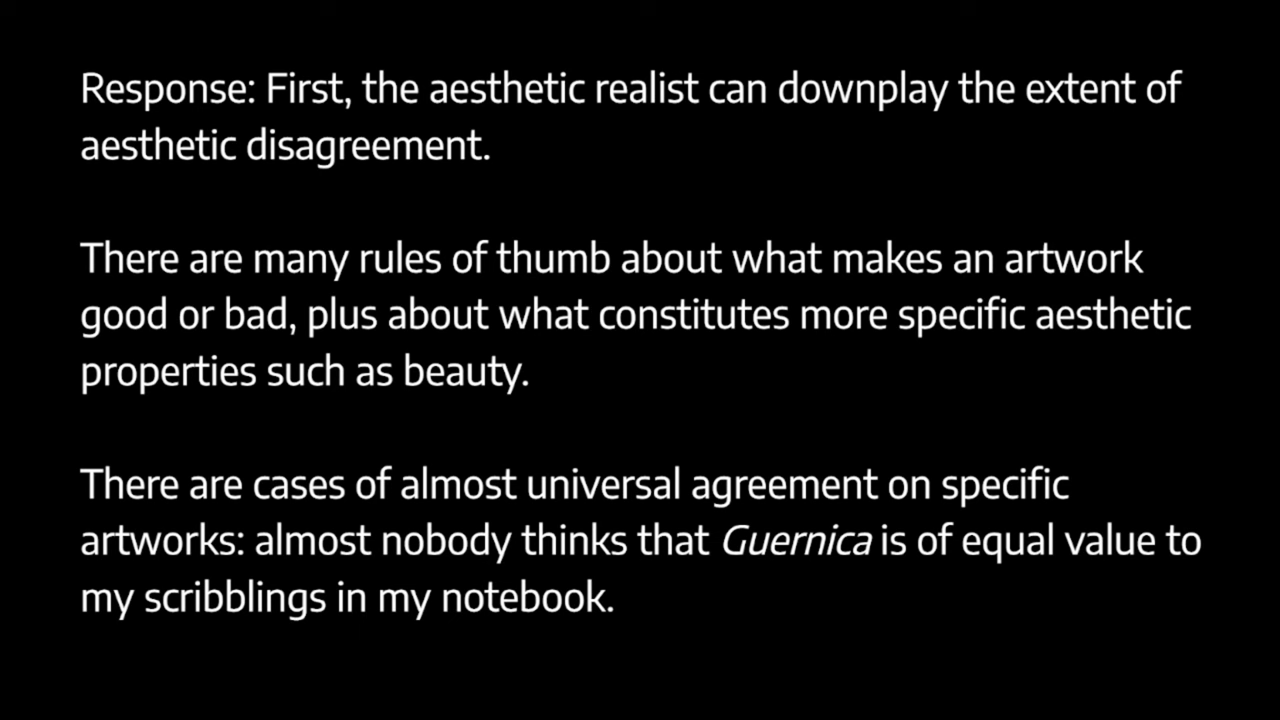 Response: First, the aesthetic realist can downplay the extent of
aesthetic disagreement.
There are many rules of thumb about what makes an artwork
good or bad, plus about what constitutes more specific aesthetic
properties such as beauty.
There are cases of almost universal agreement on specific
artworks: almost nobody thinks that Guernica is of equal value to
my scribblings in my notebook.